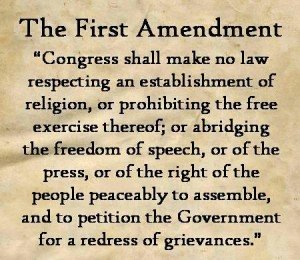 The First Amendment
“Congress shall make no law
respecting an establishment of
religion, or prohibiting the free
exercise thereof; or abridging
the freedom of speech, or of the
press, or of the right of the
people peaceably to assemble,
and to petition the Government
for a redress of grievances.”